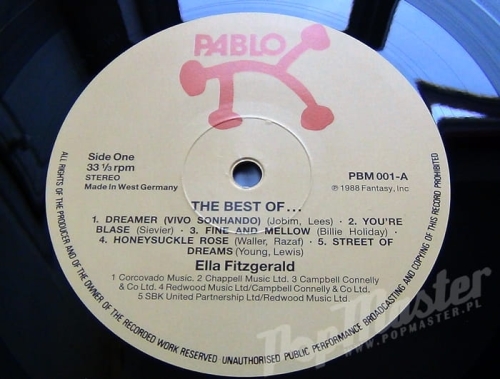 PABLO
Side One
33 1/3 rpm
STEREO
Made in West Germany
PBM 001-A
℗ 1988 Fantasy, Inc
THE BEST OF...
1. DREAMER (VIVO SONHANDO) (Jobim, Lees) · 2. YOU'RE
BLASE (Sievier) · 3. FINE AND MELLOW (Billie Holiday) ·
4. HONEYSUCKLE ROSE (Waller, Razaf) · 5. STREET OF
DREAMS (Young, Lewis)
Ella Fitzgerald
1 Corcovado Music. 2 Chappell Music Ltd. 3 Campbell Connelly
& Co Ltd. 4 Redwood Music Ltd/Campbell Connelly & Co Ltd.
5 SBK United Partnership Ltd/Redwood Music Ltd.
ALL RIGHTS OF THE PRODUCER AND OF THE OWNER OF THE RECORDED WORK RESERVED. UNAUTHORISED PUBLIC PERFORMANCE BROADCASTING AND COPYING OF THIS RECORD PROHIBITED
Pop Master
WWW.POPMASTER.PL